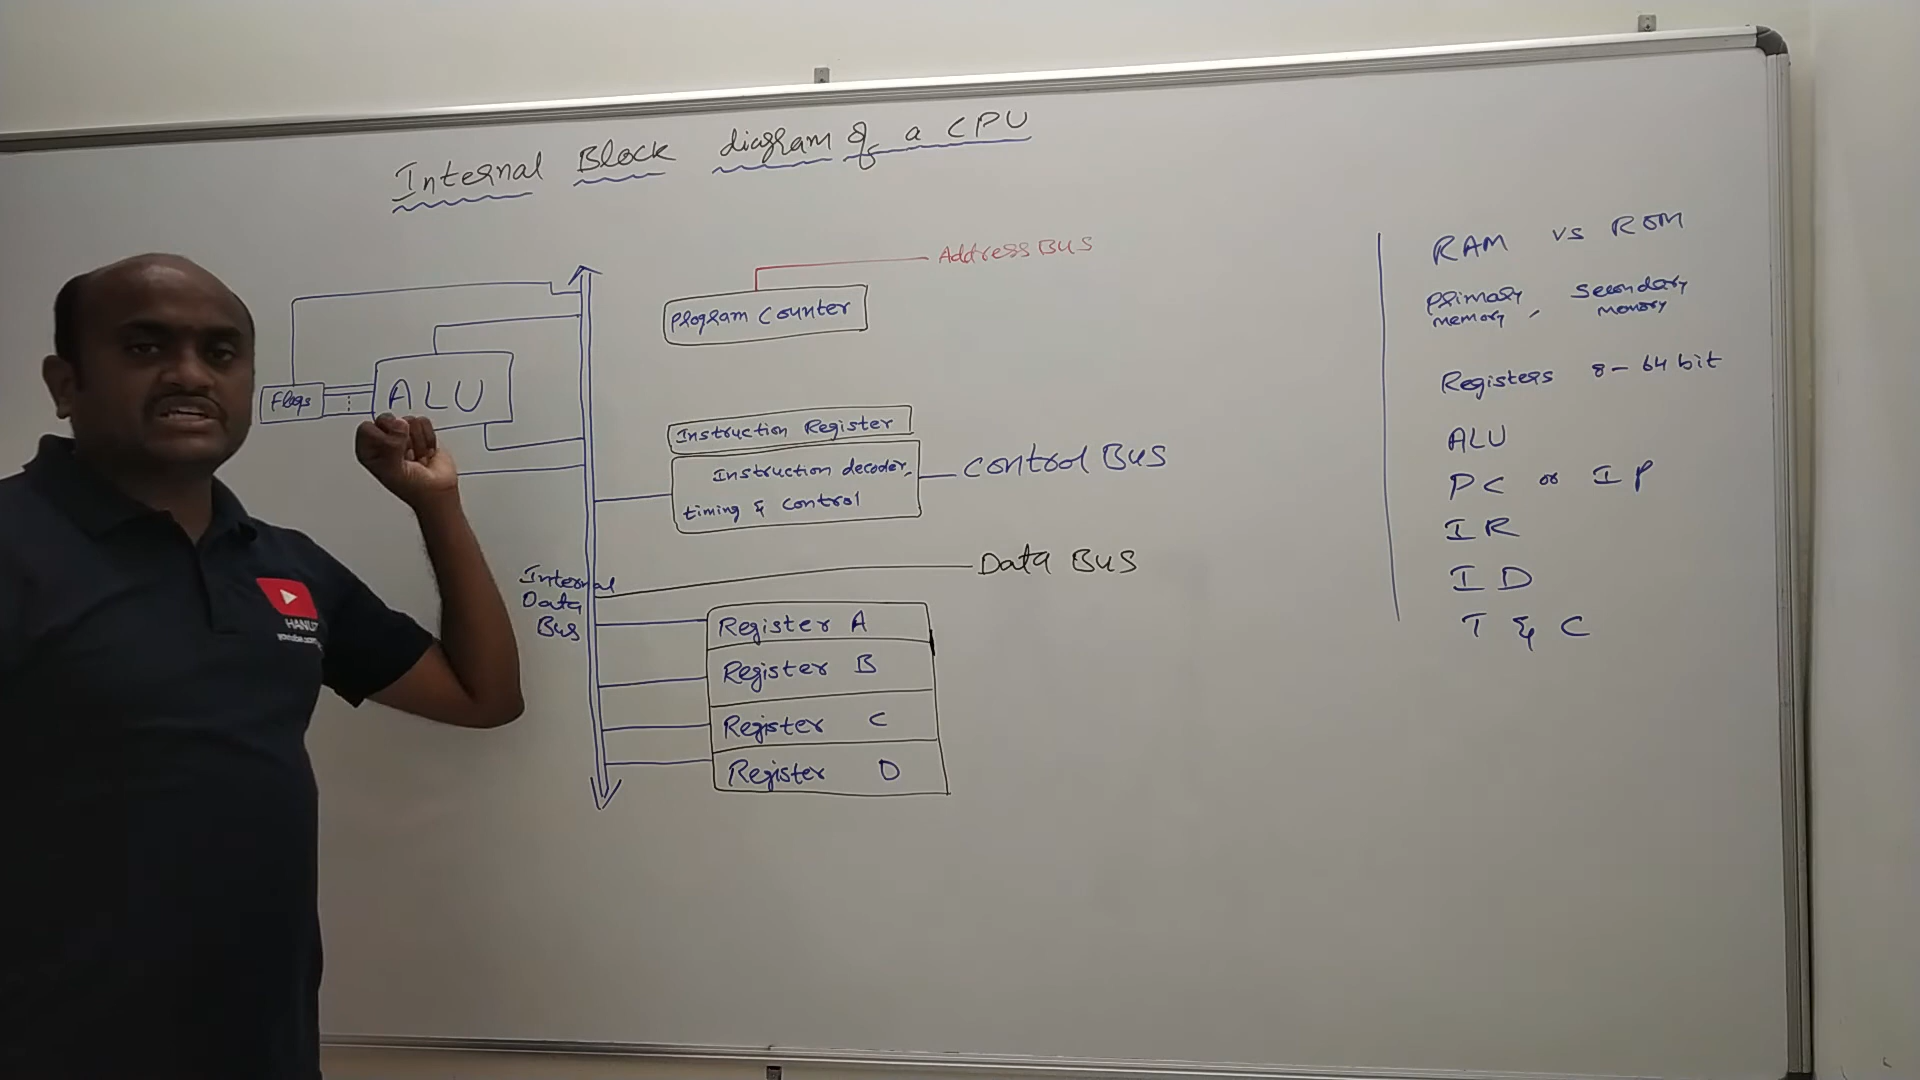 Internal Block diagram of a CPU
Address Bus
Program Counter
Flags
ALU
Instruction Register
Instruction decoder,
timing & control
Control Bus
Data Bus
Internal
Data
Bus
Register A
Register B
Register C
Register D
RAM vs ROM
Primary memory, Secondary memory
Registers 8-64 bit
ALU
PC or IP
IR
ID
T & C